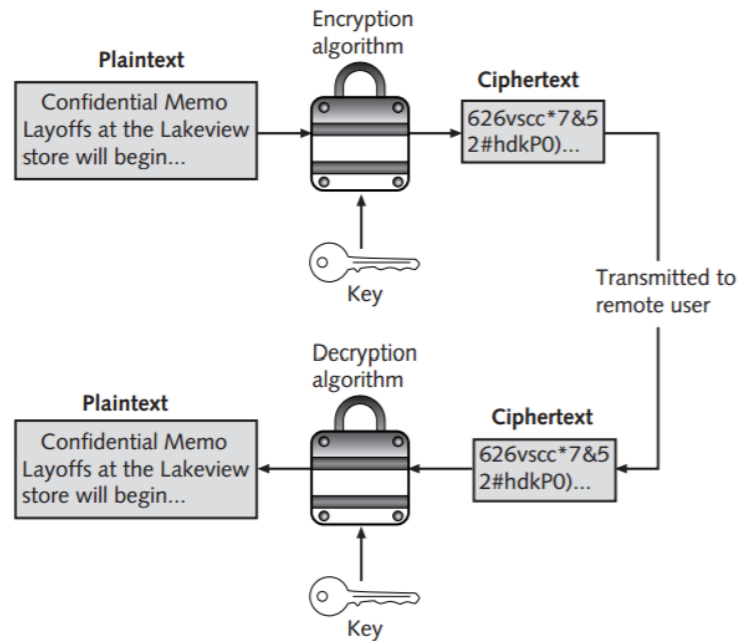 Encryption
algorithm
Plaintext
Confidential Memo
Layoffs at the Lakeview
store will begin...
Ciphertext
626vscc*7&5
2#hdkP0)...
Key
Transmitted to
remote user
Decryption
algorithm
Plaintext
Confidential Memo
Layoffs at the Lakeview
store will begin...
Ciphertext
626vscc*7&5
2#hdkP0)...
Key